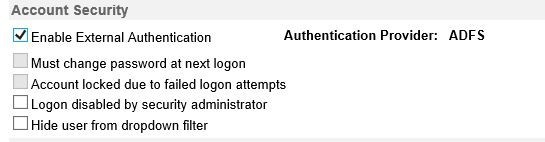 Account Security
Enable External Authentication Authentication Provider: ADFS
Must change password at next logon
Account locked due to failed logon attempts
Logon disabled by security administrator
Hide user from dropdown filter